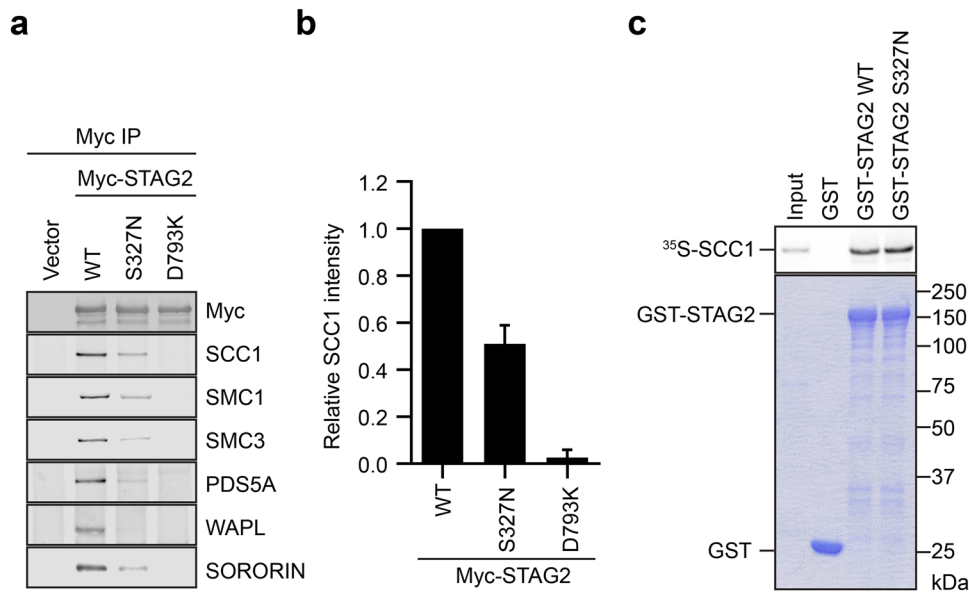 a
Myc IP
Myc-STAG2
Vector
WT
S327N
D793K
Myc
SCC1
SMC1
SMC3
PDS5A
WAPL
SORORIN
b
Relative SCC1 intensity
1.2
1.0
0.8
0.6
0.4
0.2
0.0
WT
S327N
D793K
Myc-STAG2
c
Input
GST
GST-STAG2 WT
GST-STAG2 S327N
³⁵S-SCC1
GST-STAG2
GST
250
150
100
75
50
37
25
kDa